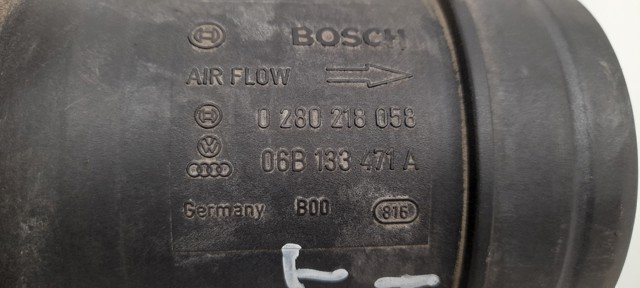 BOSCH
AIR FLOW
0 280 218 058
06B 133 471 A
Germany B00 816